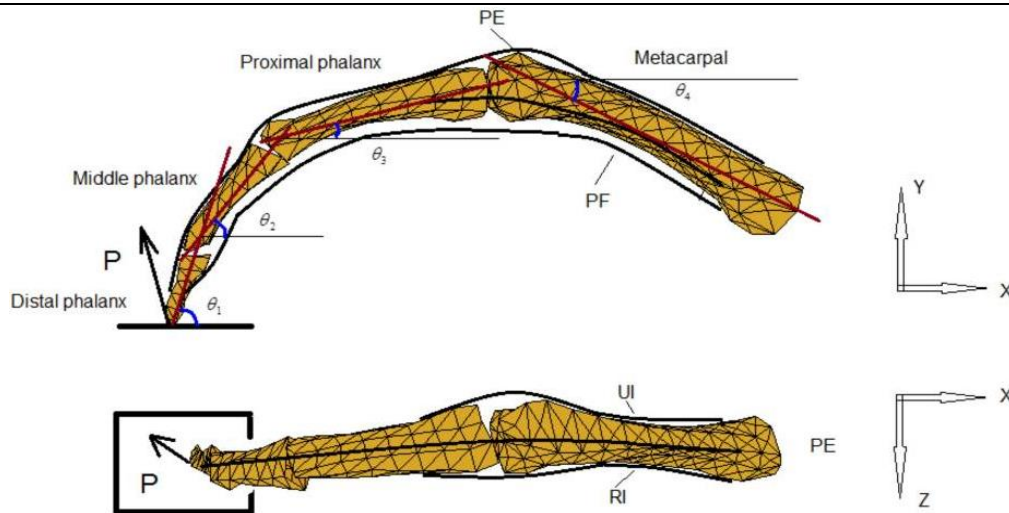 PE
Proximal phalanx
Metacarpal
θ4
θ3
Middle phalanx
PF
θ2
Y
P
Distal phalanx
θ1
X
UI
X
PE
P
RI
Z